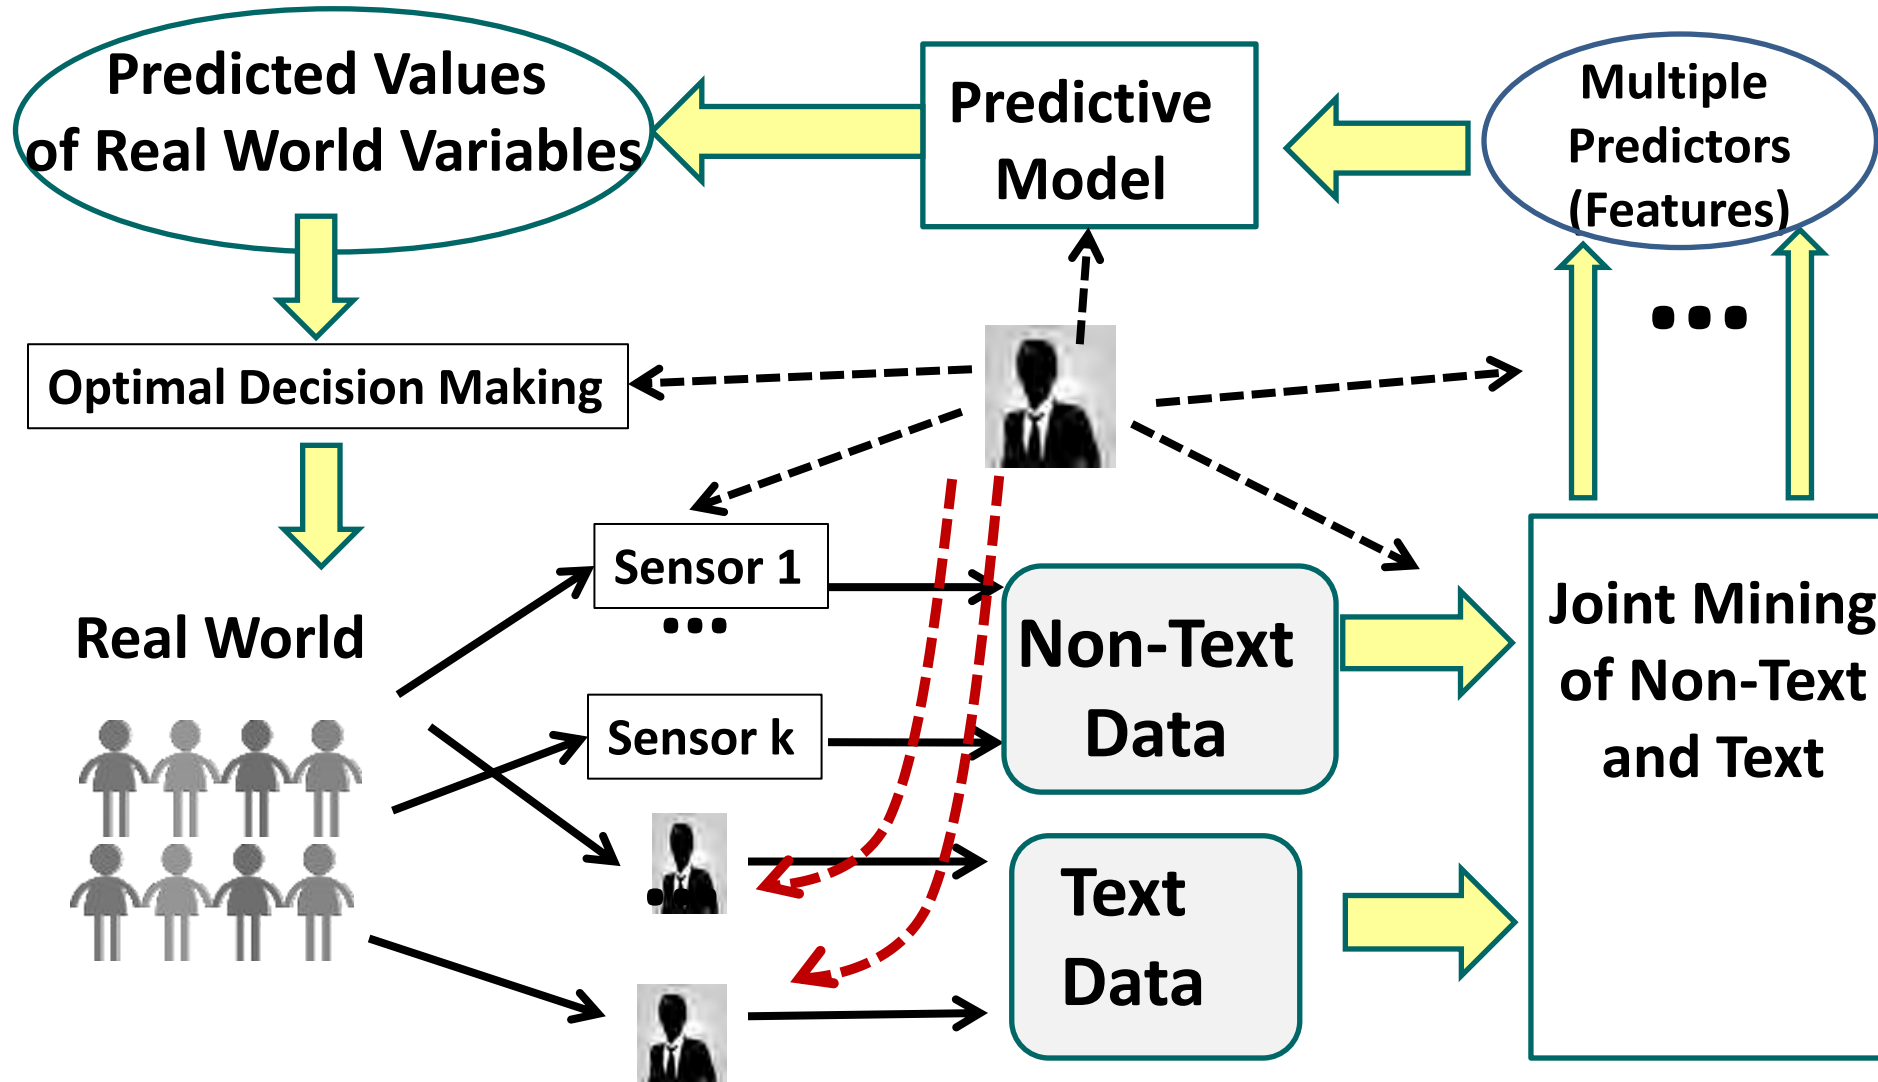 Predicted Values
of Real World Variables
Predictive
Model
Multiple
Predictors
(Features)
...
Optimal Decision Making
Real World
Sensor 1
...
Sensor k
Non-Text
Data
Text
Data
Joint Mining
of Non-Text
and Text